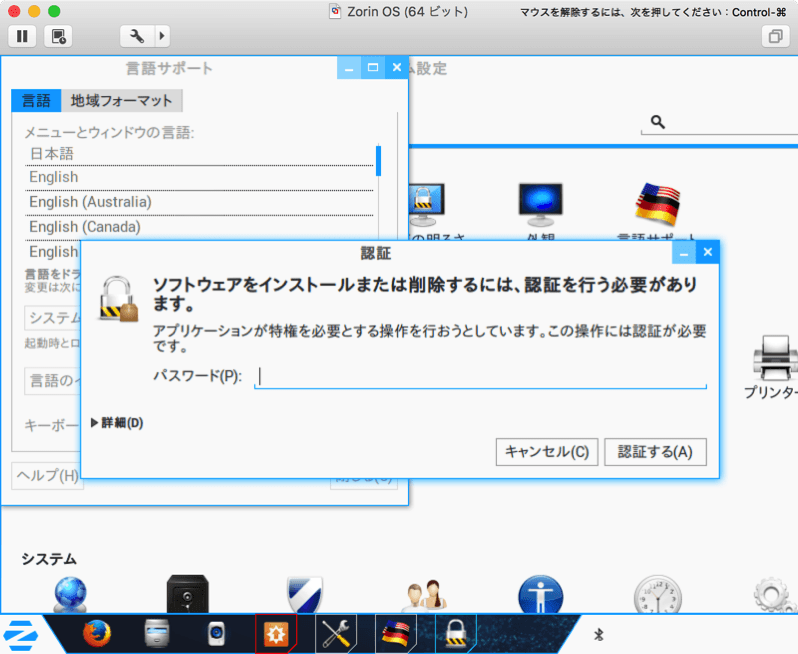 Zorin OS (64 ビット)
マウスを解除するには、次を押してください：Control-⌘
言語サポート
ム設定
言語
地域フォーマット
メニューとウィンドウの言語:
日本語
English
English (Australia)
English (Canada)
English
言語をドラ
変更は次に
システム
起動時とロ
言語のイ
キーボー
ヘルプ(H)
外観
言語サポート
認証
ソフトウェアをインストールまたは削除するには、認証を行う必要があり
ます。
アプリケーションが特権を必要とする操作を行おうとしています。この操作には認証が必要
です。
パスワード(P):
詳細(D)
キャンセル(C)
認証する(A)
プリンター
システム